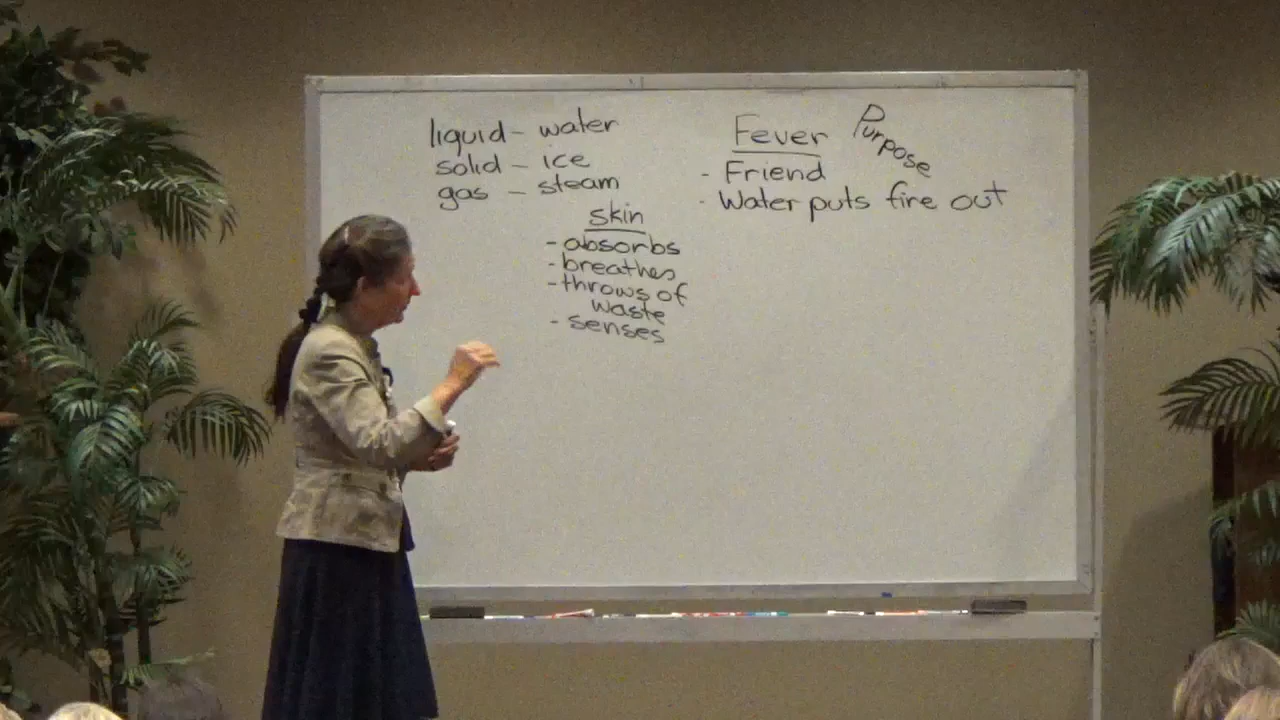 liquid - water
solid - ice
gas - steam
skin
- absorbs
- breathes
- throws of
waste
- senses
Fever Purpose
- Friend
- Water puts fire out